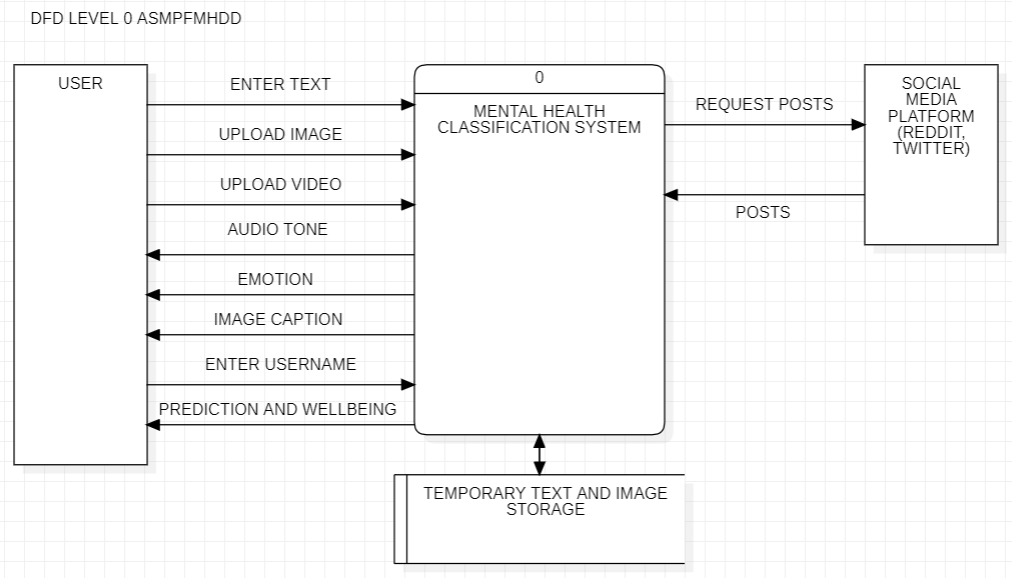 DFD LEVEL 0 ASMPFMHDD
USER
ENTER TEXT
UPLOAD IMAGE
UPLOAD VIDEO
AUDIO TONE
EMOTION
IMAGE CAPTION
ENTER USERNAME
PREDICTION AND WELLBEING
0
MENTAL HEALTH
CLASSIFICATION SYSTEM
REQUEST POSTS
POSTS
SOCIAL
MEDIA
PLATFORM
(REDDIT,
TWITTER)
TEMPORARY TEXT AND IMAGE
STORAGE